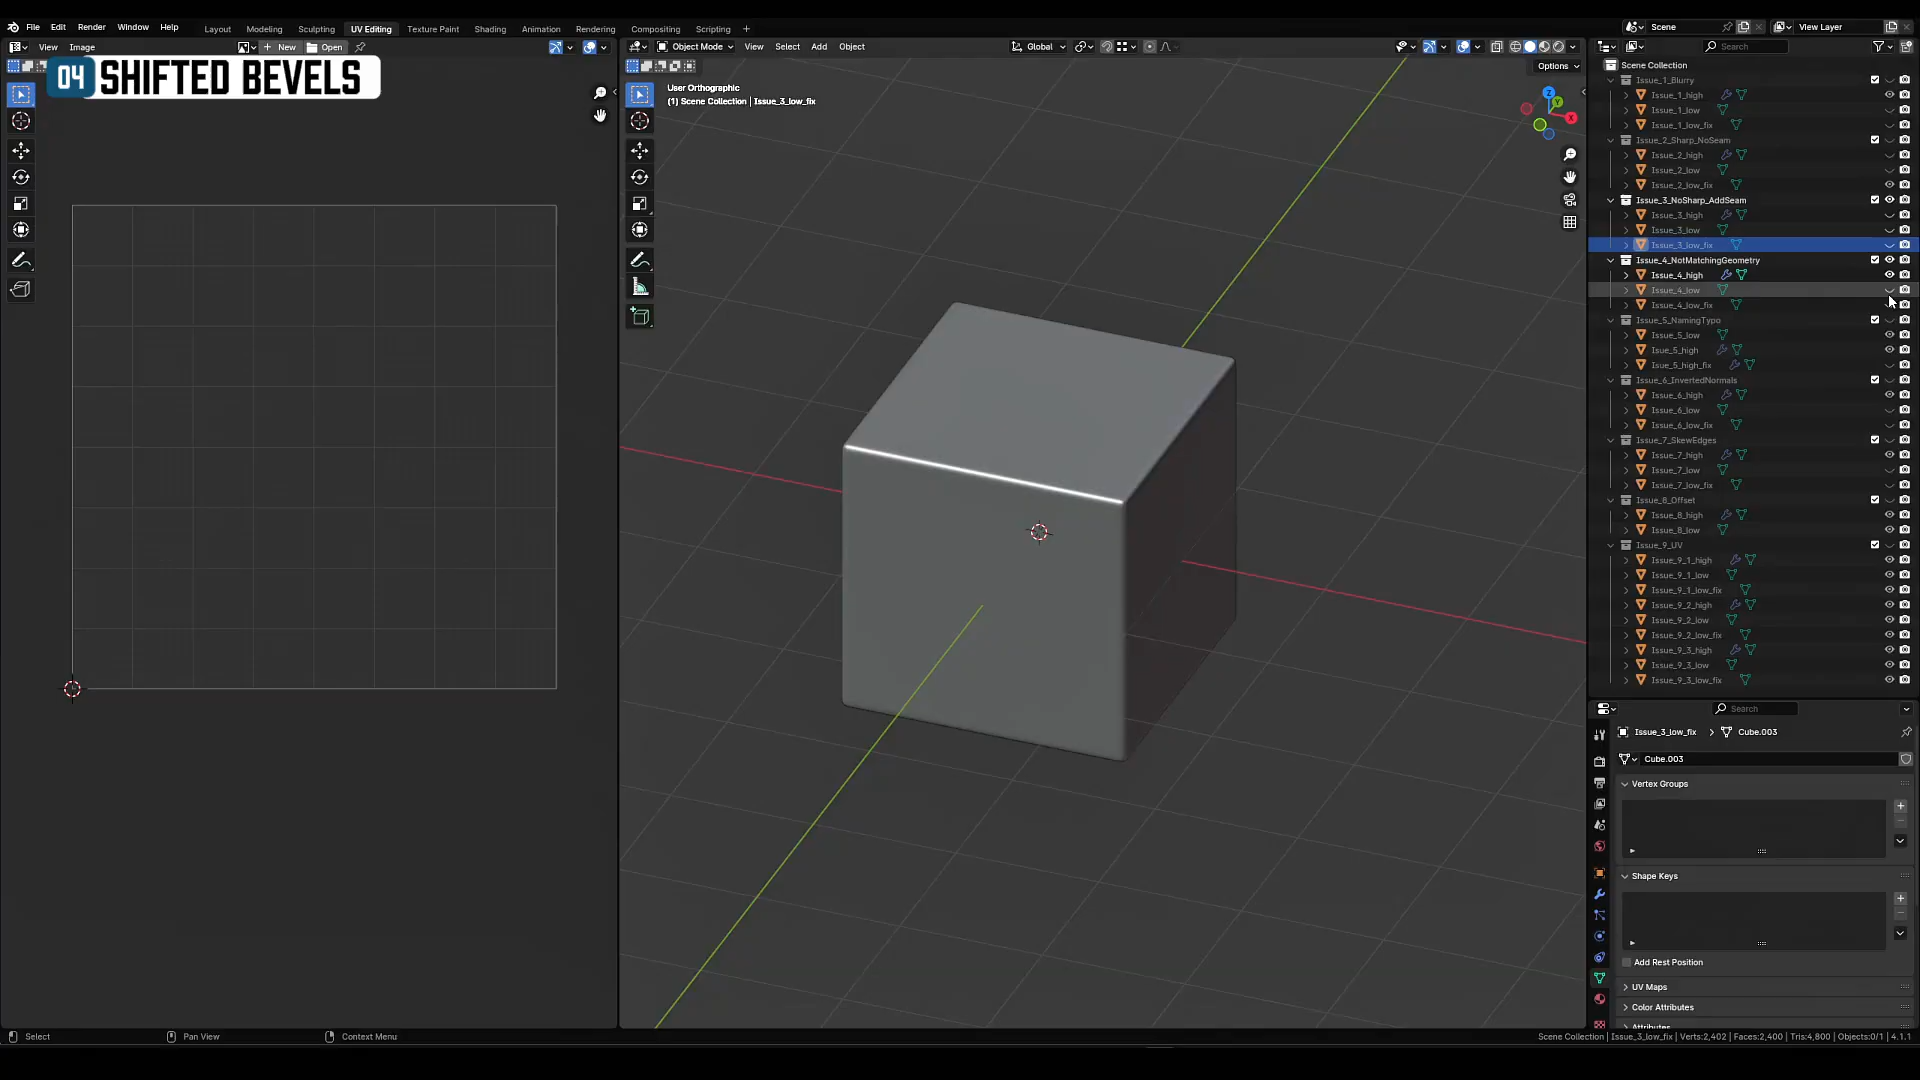 File Edit Render Window Help Layout Modeling Sculpting UV Editing Texture Paint Shading Animation Rendering Compositing Scripting + Scene View Layer
View Image New Open Object Mode View Select Add Object Global Search
04 SHIFTED BEVELS
Options
User Orthographic
(1) Scene Collection | Issue_3_low_fix
Scene Collection
Issue_1_Blurry
Issue_1_high
Issue_1_low
Issue_1_low_fix
Issue_2_Sharp_NoSeam
Issue_2_high
Issue_2_low
Issue_2_low_fix
Issue_3_NoSharp_AddSeam
Issue_3_high
Issue_3_low
Issue_3_low_fix
Issue_4_NotMatchingGeometry
Issue_4_high
Issue_4_low
Issue_4_low_fix
Issue_5_NamingTypo
Issue_5_low
Isue_5_high
Isue_5_high_fix
Issue_6_InvertedNormals
Issue_6_high
Issue_6_low
Issue_6_low_fix
Issue_7_SkewEdges
Issue_7_high
Issue_7_low
Issue_7_low_fix
Issue_8_Offset
Issue_8_high
Issue_8_low
Issue_9_UV
Issue_9_1_high
Issue_9_1_low
Issue_9_1_low_fix
Issue_9_2_high
Issue_9_2_low
Issue_9_2_low_fix
Issue_9_3_high
Issue_9_3_low
Issue_9_3_low_fix
Search
Issue_3_low_fix > Cube.003
Cube.003
Vertex Groups
Shape Keys
Add Rest Position
UV Maps
Color Attributes
Attributes
Select Pan View Context Menu Scene Collection | Issue_3_low_fix | Verts:2,402 | Faces:2,400 | Tris:4,800 | Objects:0/1 | 4.1.1